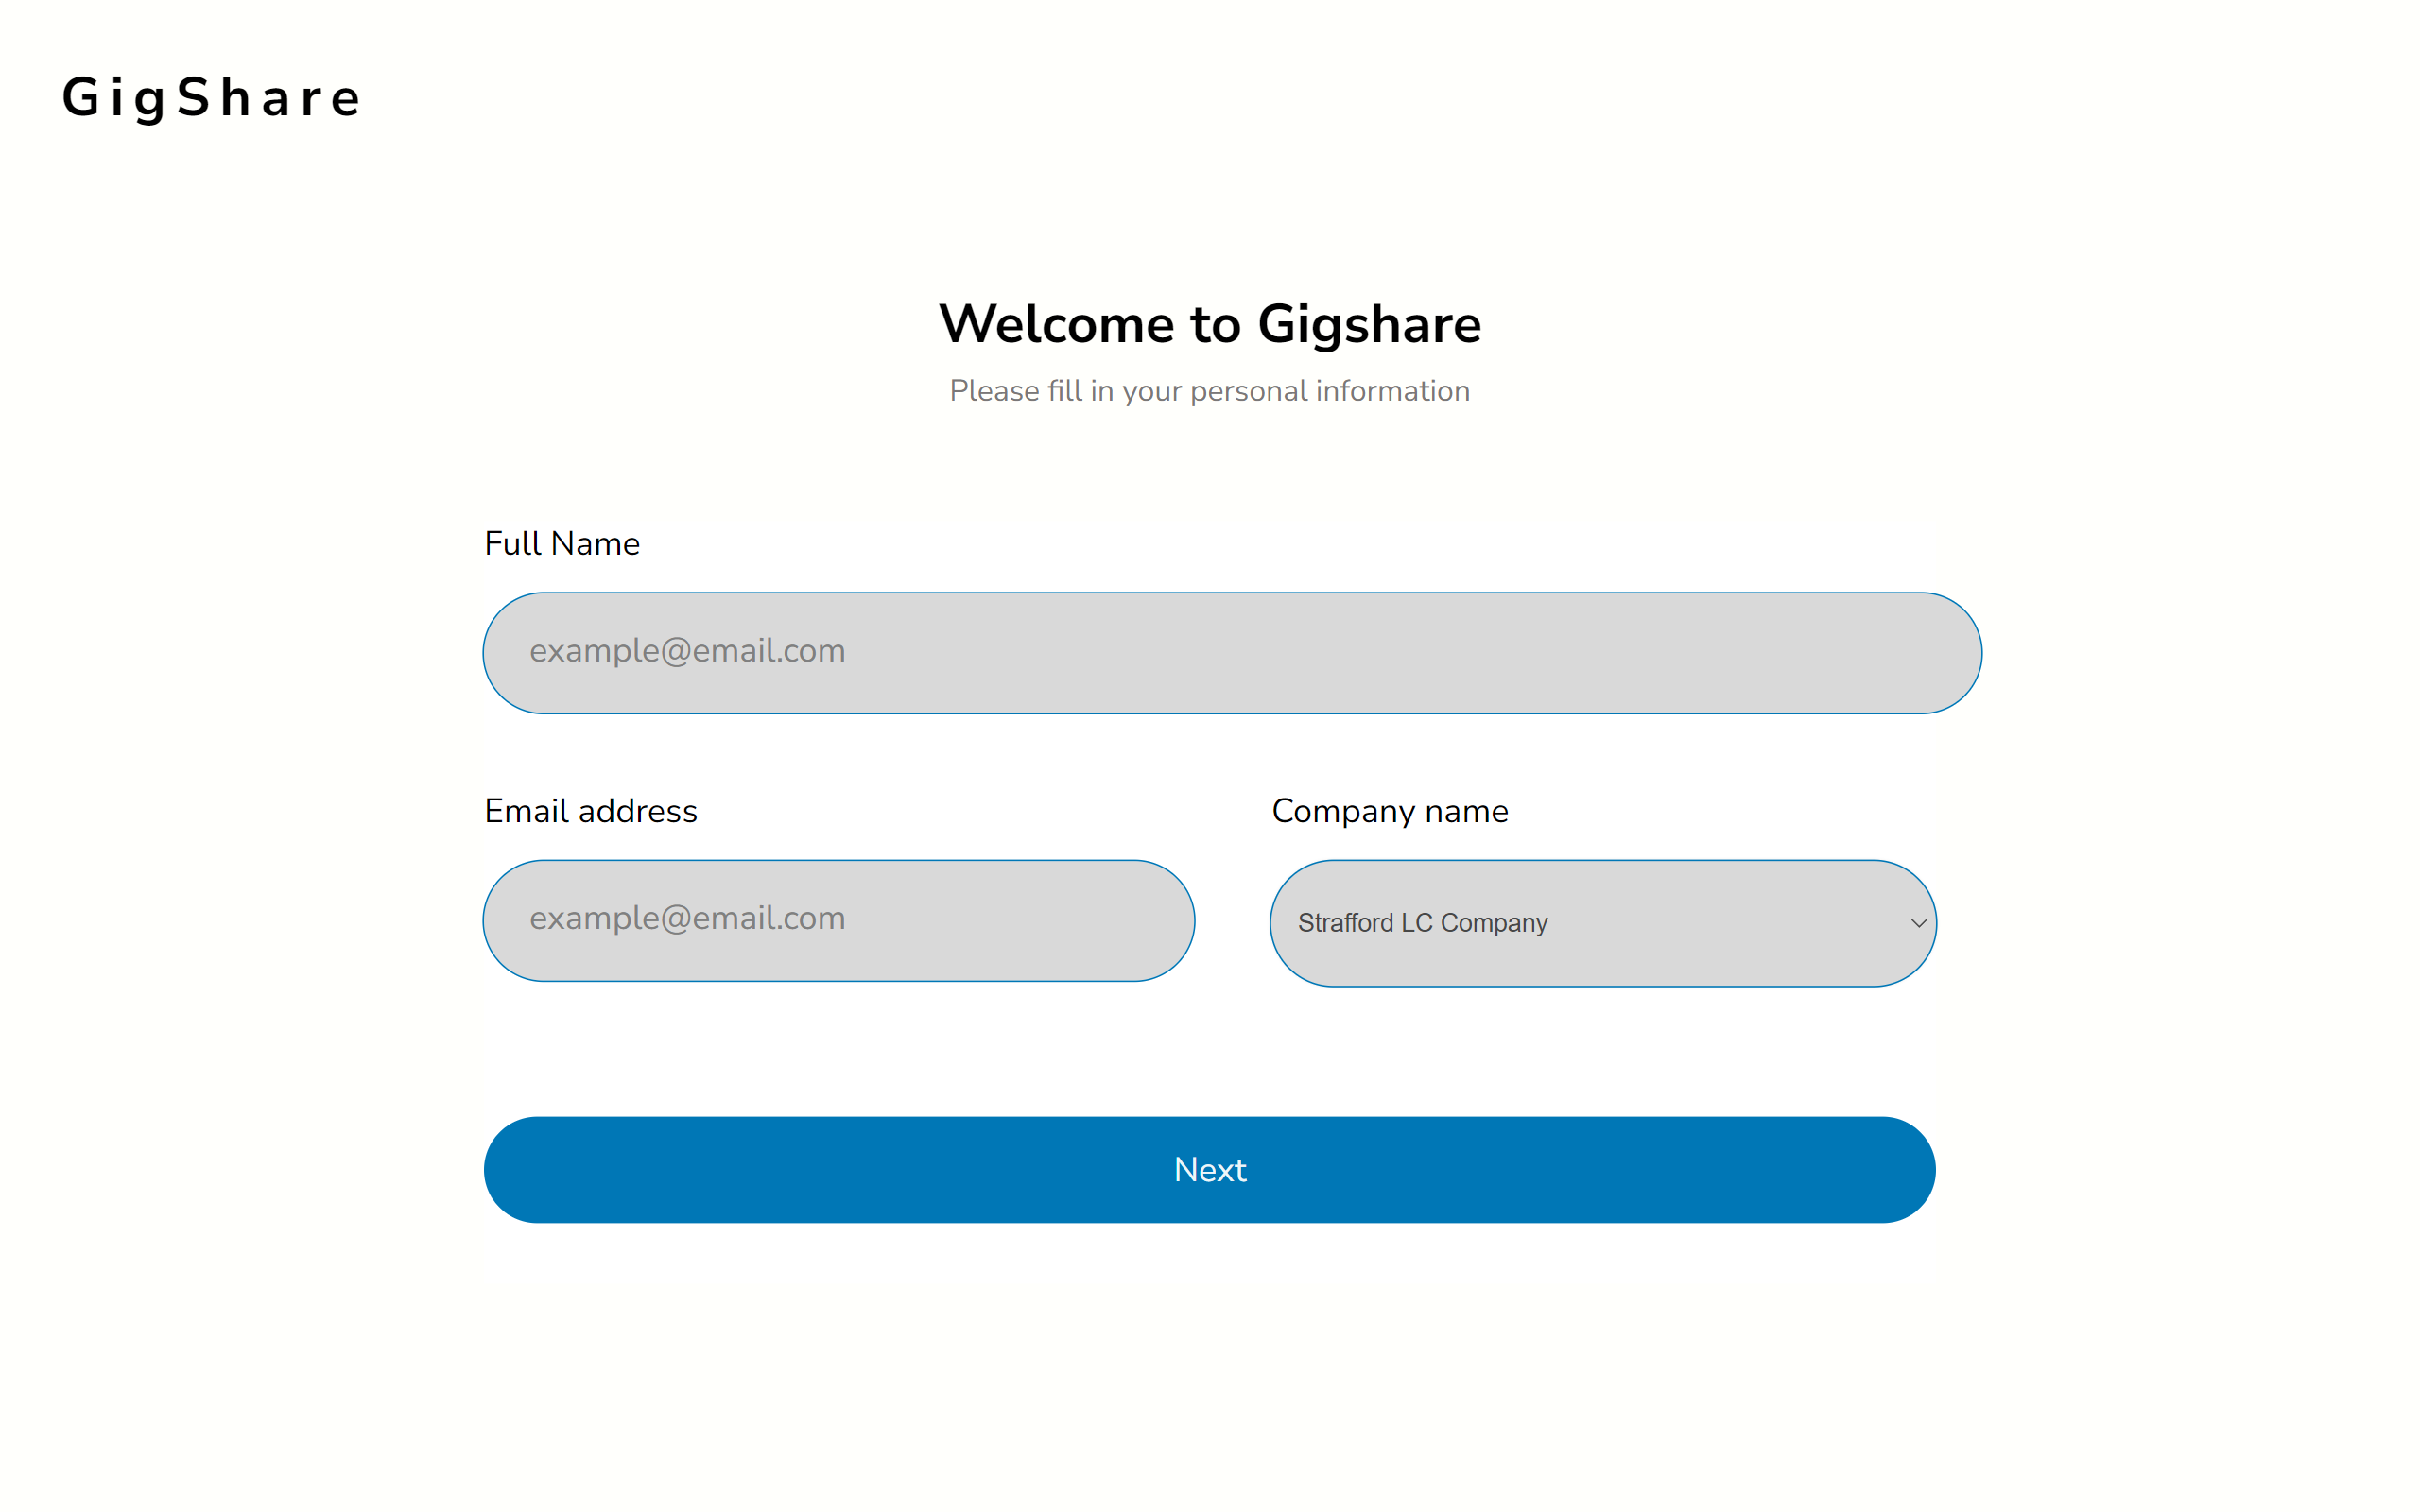 GigShare
Welcome to Gigshare
Please fill in your personal information
Full Name
example@email.com
Email address
Company name
example@email.com
Strafford LC Company
Next